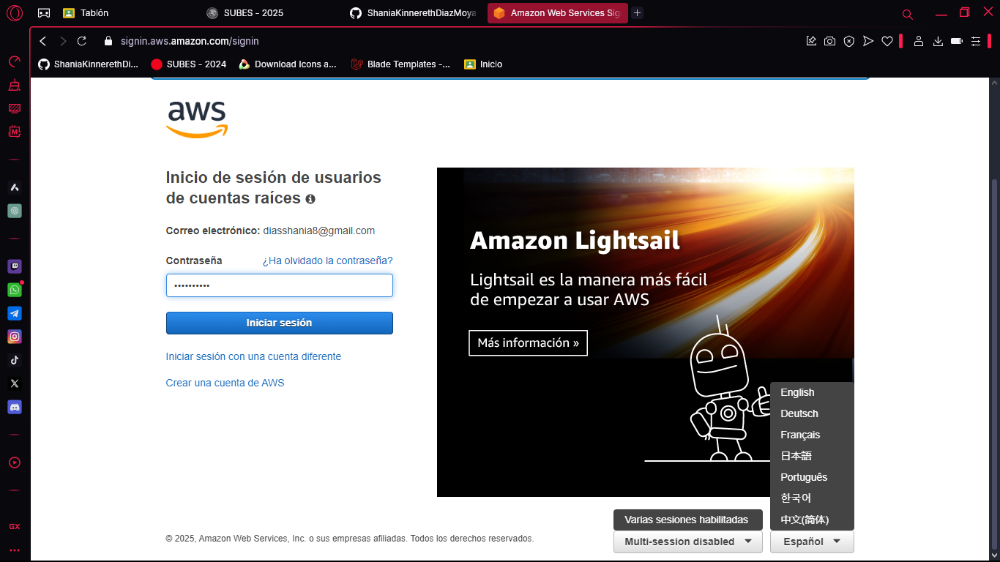 Tablón
SUBES - 2025
ShaniaKinnerethDiazMoya
Amazon Web Services Sig
signin.aws.amazon.com/signin
ShaniaKinnerethDi...
SUBES - 2024
Download Icons a...
Blade Templates -...
Inicio
aws
Inicio de sesión de usuarios
de cuentas raíces
Correo electrónico: diasshania8@gmail.com
Contraseña
¿Ha olvidado la contraseña?
••••••••••
Iniciar sesión
Iniciar sesión con una cuenta diferente
Crear una cuenta de AWS
Amazon Lightsail
Lightsail es la manera más fácil
de empezar a usar AWS
Más información »
English
Deutsch
Français
日本語
Português
한국어
中文(简体)
Varias sesiones habilitadas
Multi-session disabled
Español
© 2025, Amazon Web Services, Inc. o sus empresas afiliadas. Todos los derechos reservados.
GX